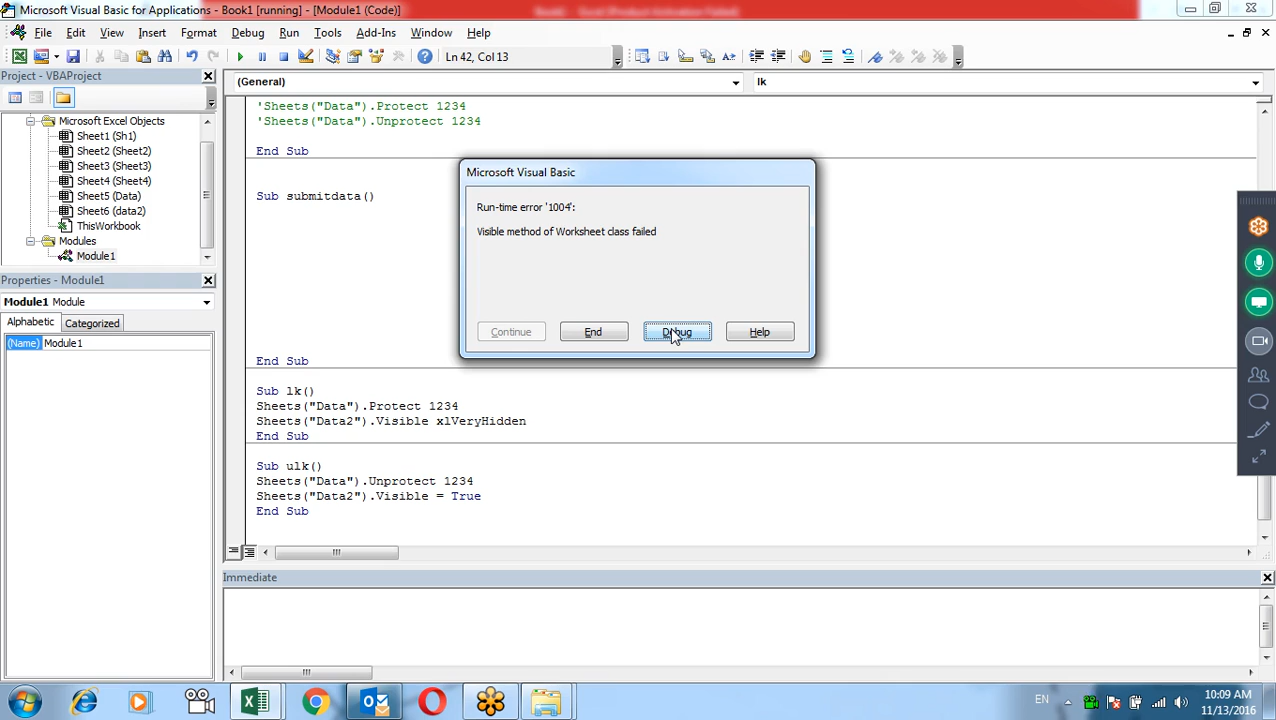 Microsoft Visual Basic for Applications - Book1 [running] - [Module1 (Code)]
File Edit View Insert Format Debug Run Tools Add-Ins Window Help
Ln 42, Col 13
Project - VBAProject
(General)
lk
Microsoft Excel Objects
Sheet1 (Sh1)
Sheet2 (Sheet2)
Sheet3 (Sheet3)
Sheet4 (Sheet4)
Sheet5 (Data)
Sheet6 (data2)
ThisWorkbook
Modules
Module1
Properties - Module1
Module1 Module
Alphabetic Categorized
(Name) Module1
'Sheets("Data").Protect 1234
'Sheets("Data").Unprotect 1234
End Sub
Sub submitdata()
End Sub
Sub lk()
Sheets("Data").Protect 1234
Sheets("Data2").Visible xlVeryHidden
End Sub
Sub ulk()
Sheets("Data").Unprotect 1234
Sheets("Data2").Visible = True
End Sub
Microsoft Visual Basic
Run-time error '1004':
Visible method of Worksheet class failed
Continue End Debug Help
Immediate
EN
10:09 AM
11/13/2016